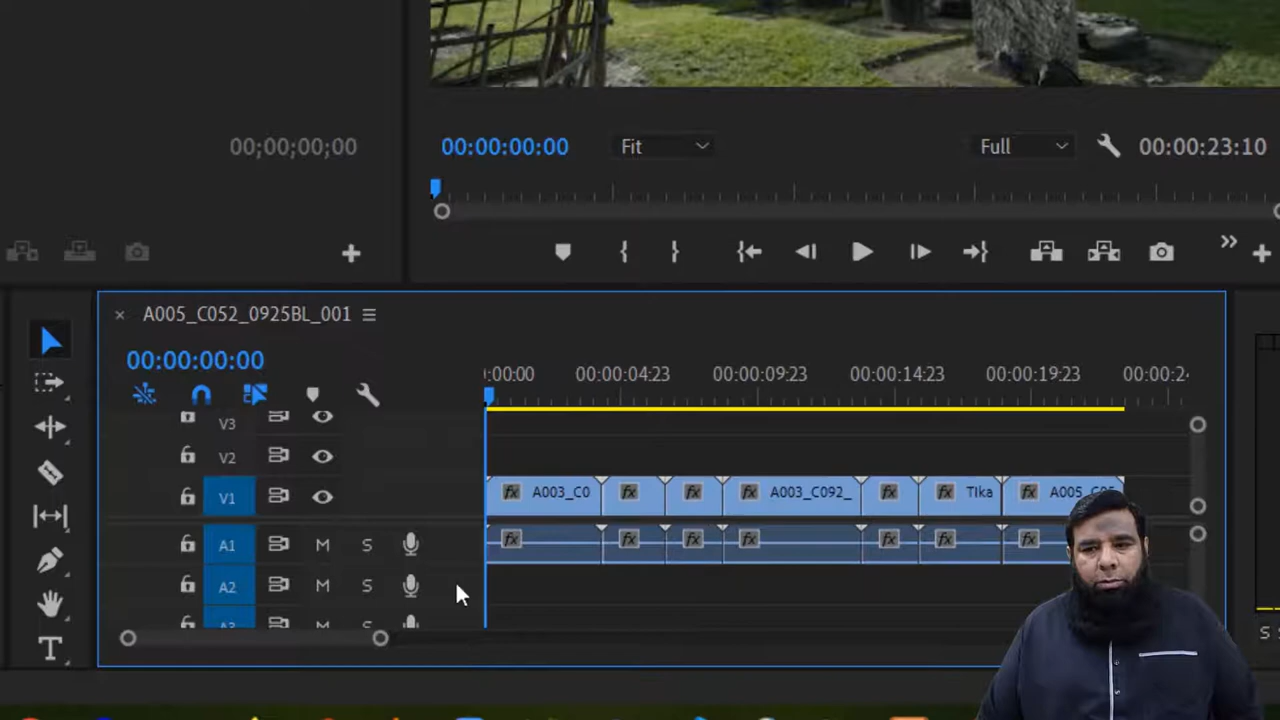 00;00;00;00
00:00:00:00 Fit Full 00:00:23:10
A005_C052_0925BL_001
00:00:00:00
:00:00 00:00:04:23 00:00:09:23 00:00:14:23 00:00:19:23 00:00:24
V3
V2
V1 fx A003_C0 fx fx fx A003_C092_ fx fx Tika fx A005_C05
A1 M S fx fx fx fx fx fx fx
A2 M S
A3 M S
T
S